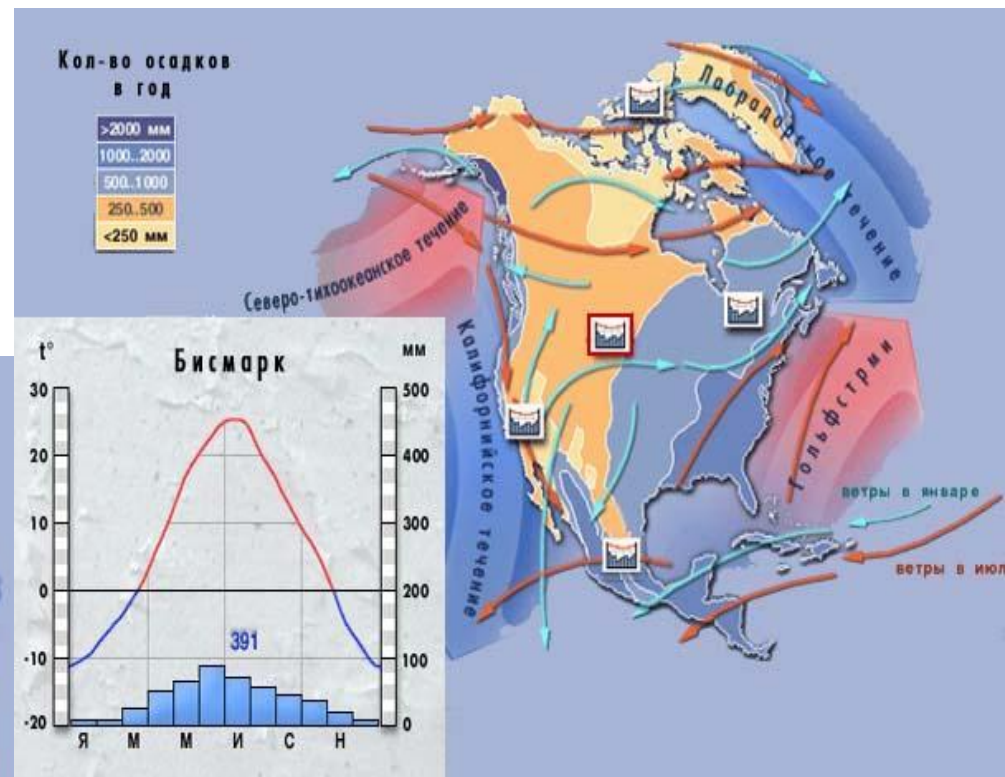 Кол-во осадков
в год
>2000 мм
1000..2000
500..1000
250..500
<250 мм
Лабрадорское течение
Северо-тихоокеанское течение
Калифорнийское течение
Гольфстрми
ветры в январе
ветры в июл
t°
Бисмарк
мм
30
20
10
0
-10
-20
500
400
300
200
100
0
391
Я М М И С Н